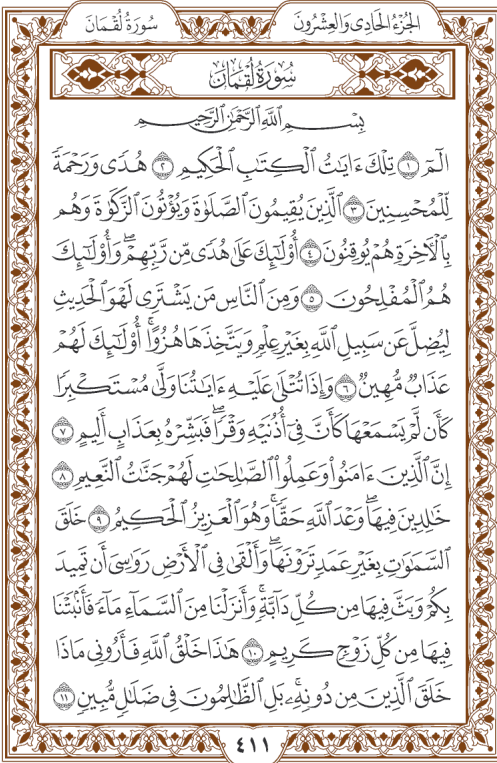 الجُزْءُ الحَادِى وَالعِشْرُونَ
سُورَةُ لُقْمَانَ
سُورَةُ لُقْمَانَ
بِسْمِ ٱللَّهِ ٱلرَّحْمَٰنِ ٱلرَّحِيمِ
الٓمٓ ١ تِلْكَ ءَايَٰتُ ٱلْكِتَٰبِ ٱلْحَكِيمِ ٢ هُدًى وَرَحْمَةً
لِّلْمُحْسِنِينَ ٣ ٱلَّذِينَ يُقِيمُونَ ٱلصَّلَوٰةَ وَيُؤْتُونَ ٱلزَّكَوٰةَ وَهُم
بِٱلْءَاخِرَةِ هُمْ يُوقِنُونَ ٤ أُو۟لَٰٓئِكَ عَلَىٰ هُدًى مِّن رَّبِّهِمْ ۖ وَأُو۟لَٰٓئِكَ
هُمُ ٱلْمُفْلِحُونَ ٥ وَمِنَ ٱلنَّاسِ مَن يَشْتَرِى لَهْوَ ٱلْحَدِيثِ
لِيُضِلَّ عَن سَبِيلِ ٱللَّهِ بِغَيْرِ عِلْمٍ وَيَتَّخِذَهَا هُزُوًا ۚ أُو۟لَٰٓئِكَ لَهُمْ
عَذَابٌ مُّهِينٌ ٦ وَإِذَا تُتْلَىٰ عَلَيْهِ ءَايَٰتُنَا وَلَّىٰ مُسْتَكْبِرًا
كَأَن لَّمْ يَسْمَعْهَا كَأَنَّ فِىٓ أُذُنَيْهِ وَقْرًا ۖ فَبَشِّرْهُ بِعَذَابٍ أَلِيمٍ ٧
إِنَّ ٱلَّذِينَ ءَامَنُوا۟ وَعَمِلُوا۟ ٱلصَّٰلِحَٰتِ لَهُمْ جَنَّٰتُ ٱلنَّعِيمِ ٨
خَٰلِدِينَ فِيهَا ۖ وَعْدَ ٱللَّهِ حَقًّا ۚ وَهُوَ ٱلْعَزِيزُ ٱلْحَكِيمُ ٩ خَلَقَ
ٱلسَّمَٰوَٰتِ بِغَيْرِ عَمَدٍ تَرَوْنَهَا ۖ وَأَلْقَىٰ فِى ٱلْأَرْضِ رَوَٰسِىَ أَن تَمِيدَ
بِكُمْ وَبَثَّ فِيهَا مِن كُلِّ دَآبَّةٍ ۚ وَأَنزَلْنَا مِنَ ٱلسَّمَآءِ مَآءً فَأَنۢبَتْنَا
فِيهَا مِن كُلِّ زَوْجٍ كَرِيمٍ ١٠ هَٰذَا خَلْقُ ٱللَّهِ فَأَرُونِى مَاذَا
خَلَقَ ٱلَّذِينَ مِن دُونِهِۦ ۚ بَلِ ٱلظَّٰلِمُونَ فِى ضَلَٰلٍ مُّبِينٍ ١١
٤١١